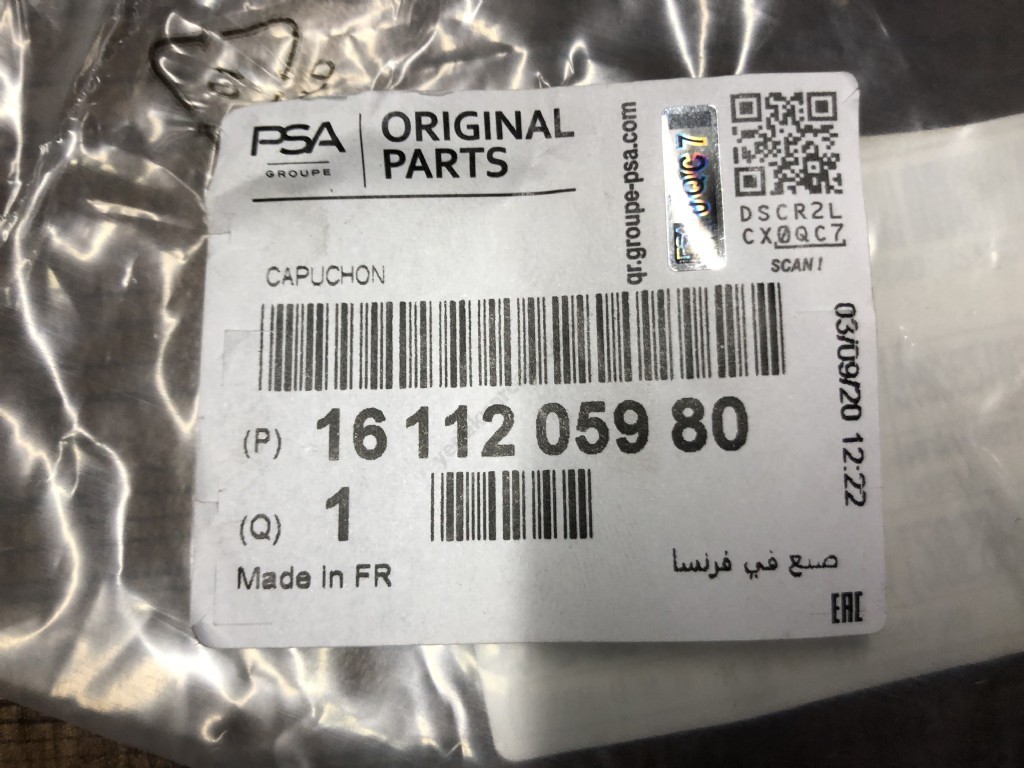 PSA
GROUPE
ORIGINAL
PARTS
qr.groupe-psa.com
0QC7
DSCR2L
CX0QC7
SCAN!
CAPUCHON
(P) 16 112 059 80
(Q) 1
03/09/20 12:22
Made in FR
صنع في فرنسا
EAC